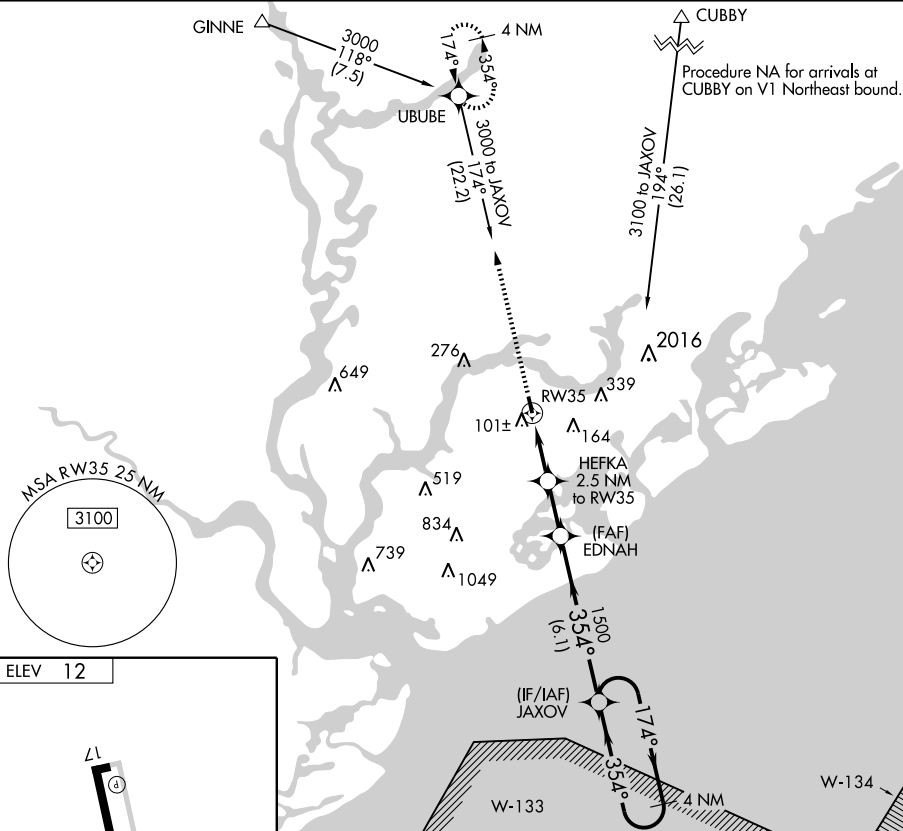 GINNE
3000
118°
(7.5)
174°
354°
4 NM
UBUBE
3000 to JAXOV
174°
(22.2)
CUBBY
Procedure NA for arrivals at
CUBBY on V1 Northeast bound.
3100 to JAXOV
194°
(26.1)
2016
276
649
339
RW35
101±
164
HEFKA
2.5 NM
to RW35
519
834
(FAF)
EDNAH
739
1049
MSA RW35 25 NM
3100
1500
354°
(6.1)
ELEV 12
(IF/IAF)
JAXOV
174°
354°
4 NM
W-133
W-134
17
P